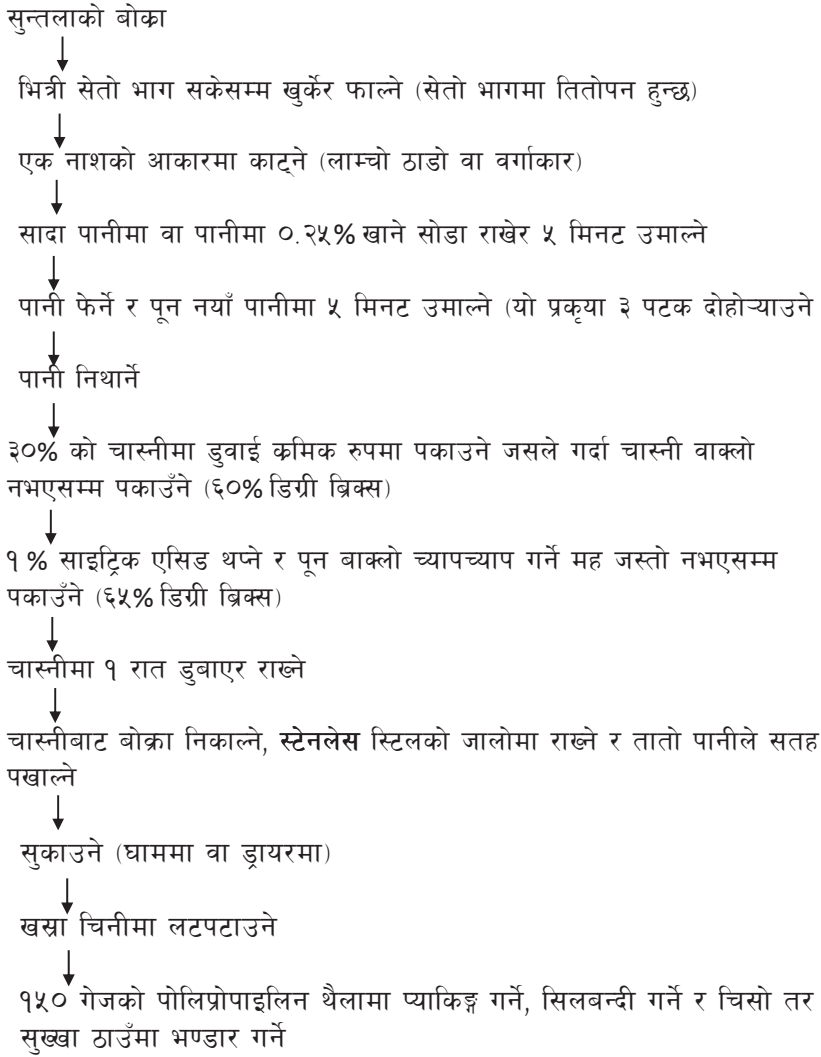 सुन्तलाको बोक्रा
भित्री सेतो भाग सकेसम्म खुर्केर फाल्ने (सेतो भागमा तितोपन हुन्छ)
एक नाशको आकारमा काट्ने (लाम्चो ठाडो वा वर्गाकार)
सादा पानीमा वा पानीमा ०.२५% खाने सोडा राखेर ५ मिनट उमाल्ने
पानी फेर्ने र पून नयाँ पानीमा ५ मिनट उमाल्ने (यो प्रकृया ३ पटक दोहोर्‍याउने
पानी निथार्ने
३०% को चास्नीमा डुवाई क्रमिक रुपमा पकाउने जसले गर्दा चास्नी वाक्लो
नभएसम्म पकाउँने (६०% डिग्री ब्रिक्स)
१% साइट्रिक एसिड थप्ने र पून बाक्लो च्यापच्याप गर्ने मह जस्तो नभएसम्म
पकाउँने (६५% डिग्री ब्रिक्स)
चास्नीमा १ रात डुबाएर राख्ने
चास्नीबाट बोक्रा निकाल्ने, स्टेनलेस स्टिलको जालोमा राख्ने र तातो पानीले सतह
पखाल्ने
सुकाउने (घाममा वा ड्रायरमा)
खस्रा चिनीमा लटपटाउने
१५० गेजको पोलिप्रोपाइलिन थैलामा प्याकिङ्ग गर्ने, सिलबन्दी गर्ने र चिसो तर
सुख्खा ठाउँमा भण्डार गर्ने